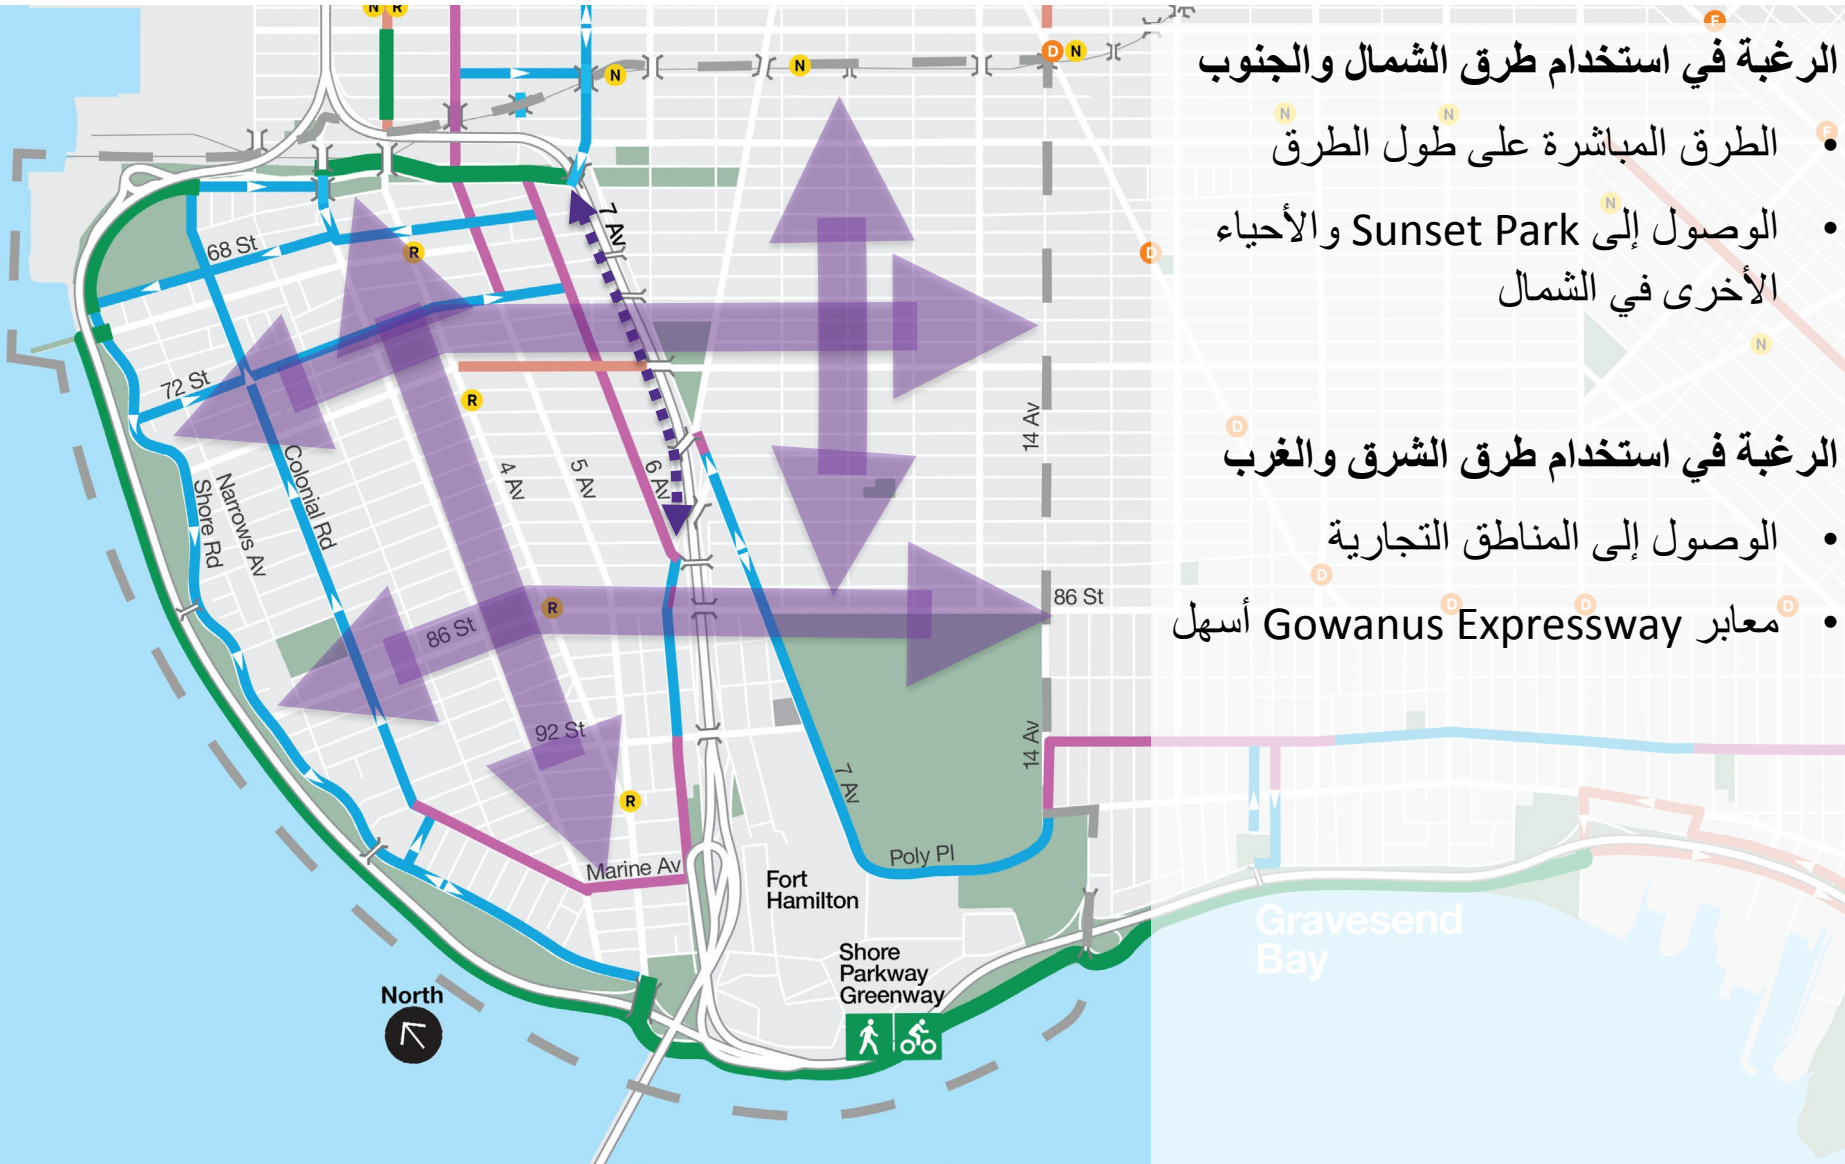 الرغبة في استخدام طرق الشمال والجنوب
• الطرق المباشرة على طول الطرق
• الوصول إلى Sunset Park والأحياء
الأخرى في الشمال
الرغبة في استخدام طرق الشرق والغرب
• الوصول إلى المناطق التجارية
• معابر Gowanus Expressway أسهل
N R
N
N
D N
F
N
N
F
N
D
N
R
R
D
D
R
D
D
D
R
7 Av
68 St
72 St
Colonial Rd
Narrows Av
Shore Rd
4 Av
5 Av
6 Av
14 Av
86 St
86 St
92 St
14 Av
7 Av
Marine Av
Poly Pl
Fort
Hamilton
Shore
Parkway
Greenway
North
Gravesend
Bay